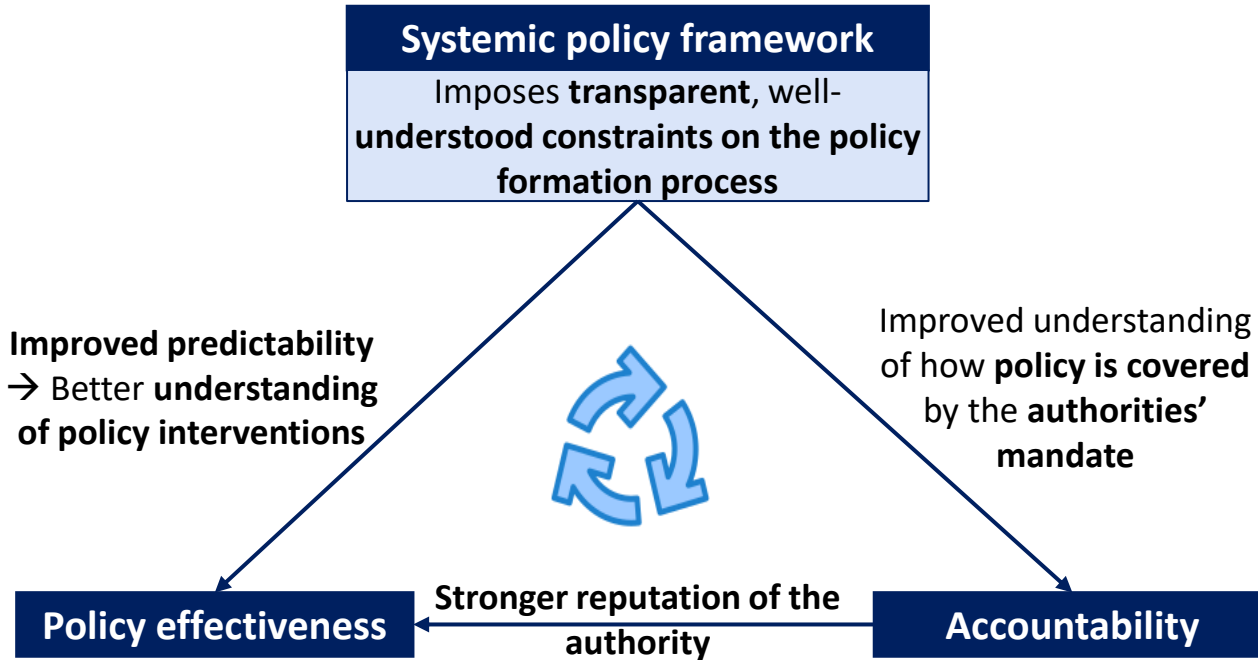 Systemic policy framework
Imposes transparent, well-
understood constraints on the policy
formation process
Improved predictability
→ Better understanding
of policy interventions
Improved understanding
of how policy is covered
by the authorities’
mandate
Stronger reputation of the
authority
Policy effectiveness
Accountability